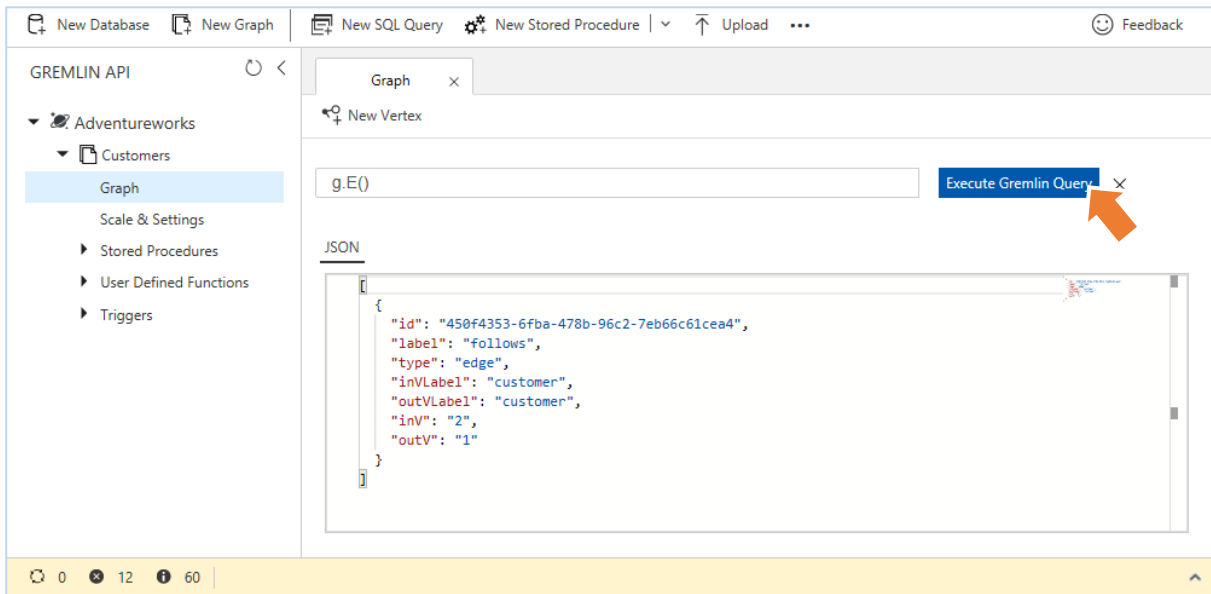 New Database New Graph New SQL Query New Stored Procedure Upload ••• Feedback
GREMLIN API
Adventureworks
Customers
Graph
Scale & Settings
Stored Procedures
User Defined Functions
Triggers
Graph
New Vertex
g.E()
Execute Gremlin Query
JSON
[
{
"id": "450f4353-6fba-478b-96c2-7eb66c61cea4",
"label": "follows",
"type": "edge",
"inVLabel": "customer",
"outVLabel": "customer",
"inV": "2",
"outV": "1"
}
]
0 12 60